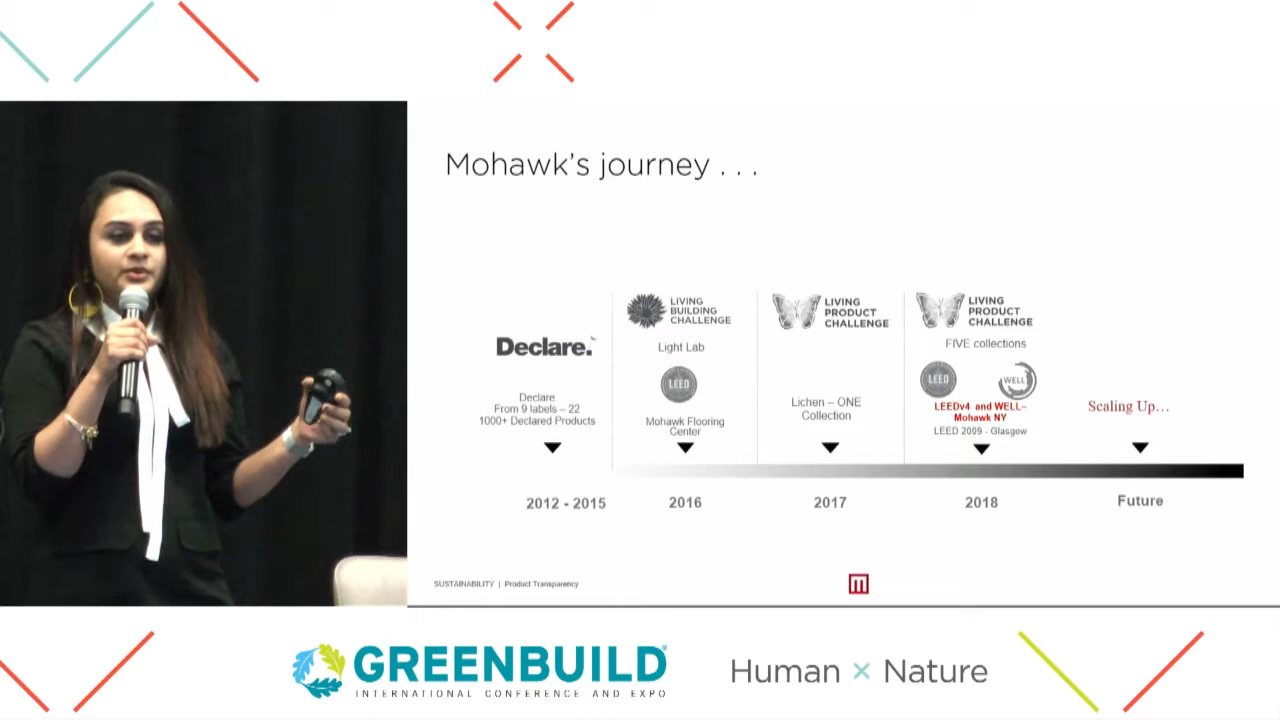 Mohawk's journey . . .
Declare.
Declare
From 9 labels – 22
1000+ Declared Products
LIVING
BUILDING
CHALLENGE
Light Lab
LEED
Mohawk Flooring
Center
LIVING
PRODUCT
CHALLENGE
Lichen – ONE
Collection
LIVING
PRODUCT
CHALLENGE
FIVE collections
LEED
WELL
LEEDv4 and WELL–
Mohawk NY
LEED 2009 - Glasgow
Scaling Up…
2012 - 2015
2016
2017
2018
Future
SUSTAINABILITY | Product Transparency
m
GREENBUILD
INTERNATIONAL CONFERENCE AND EXPO
Human × Nature